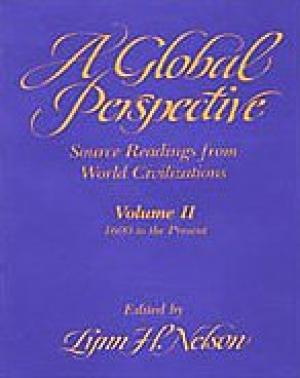 A Global
Perspective
Source Readings from
World Civilizations
Volume II
1600 to the Present
Edited by
Lynn H. Nelson